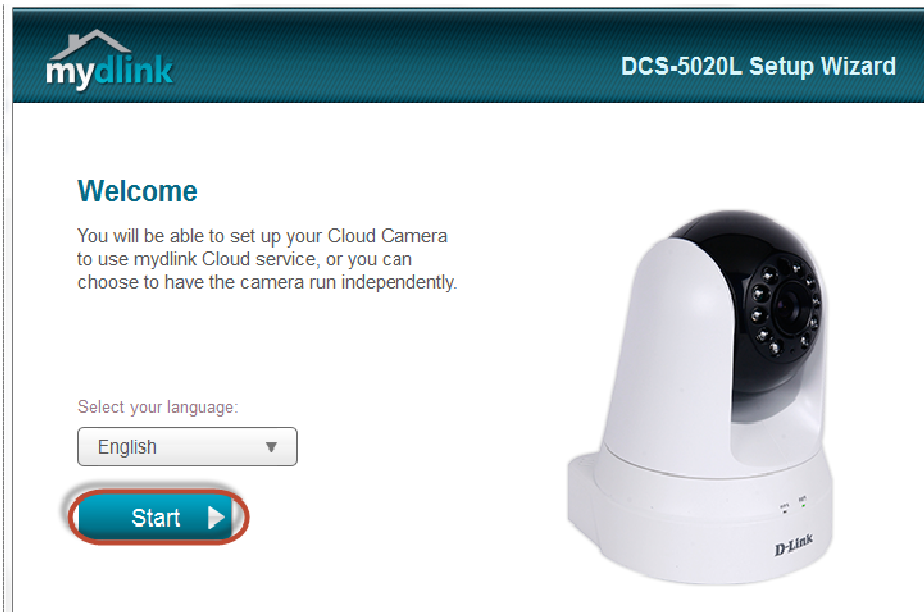 mydlink
DCS-5020L Setup Wizard
Welcome
You will be able to set up your Cloud Camera
to use mydlink Cloud service, or you can
choose to have the camera run independently.
Select your language:
English
Start
D-Link